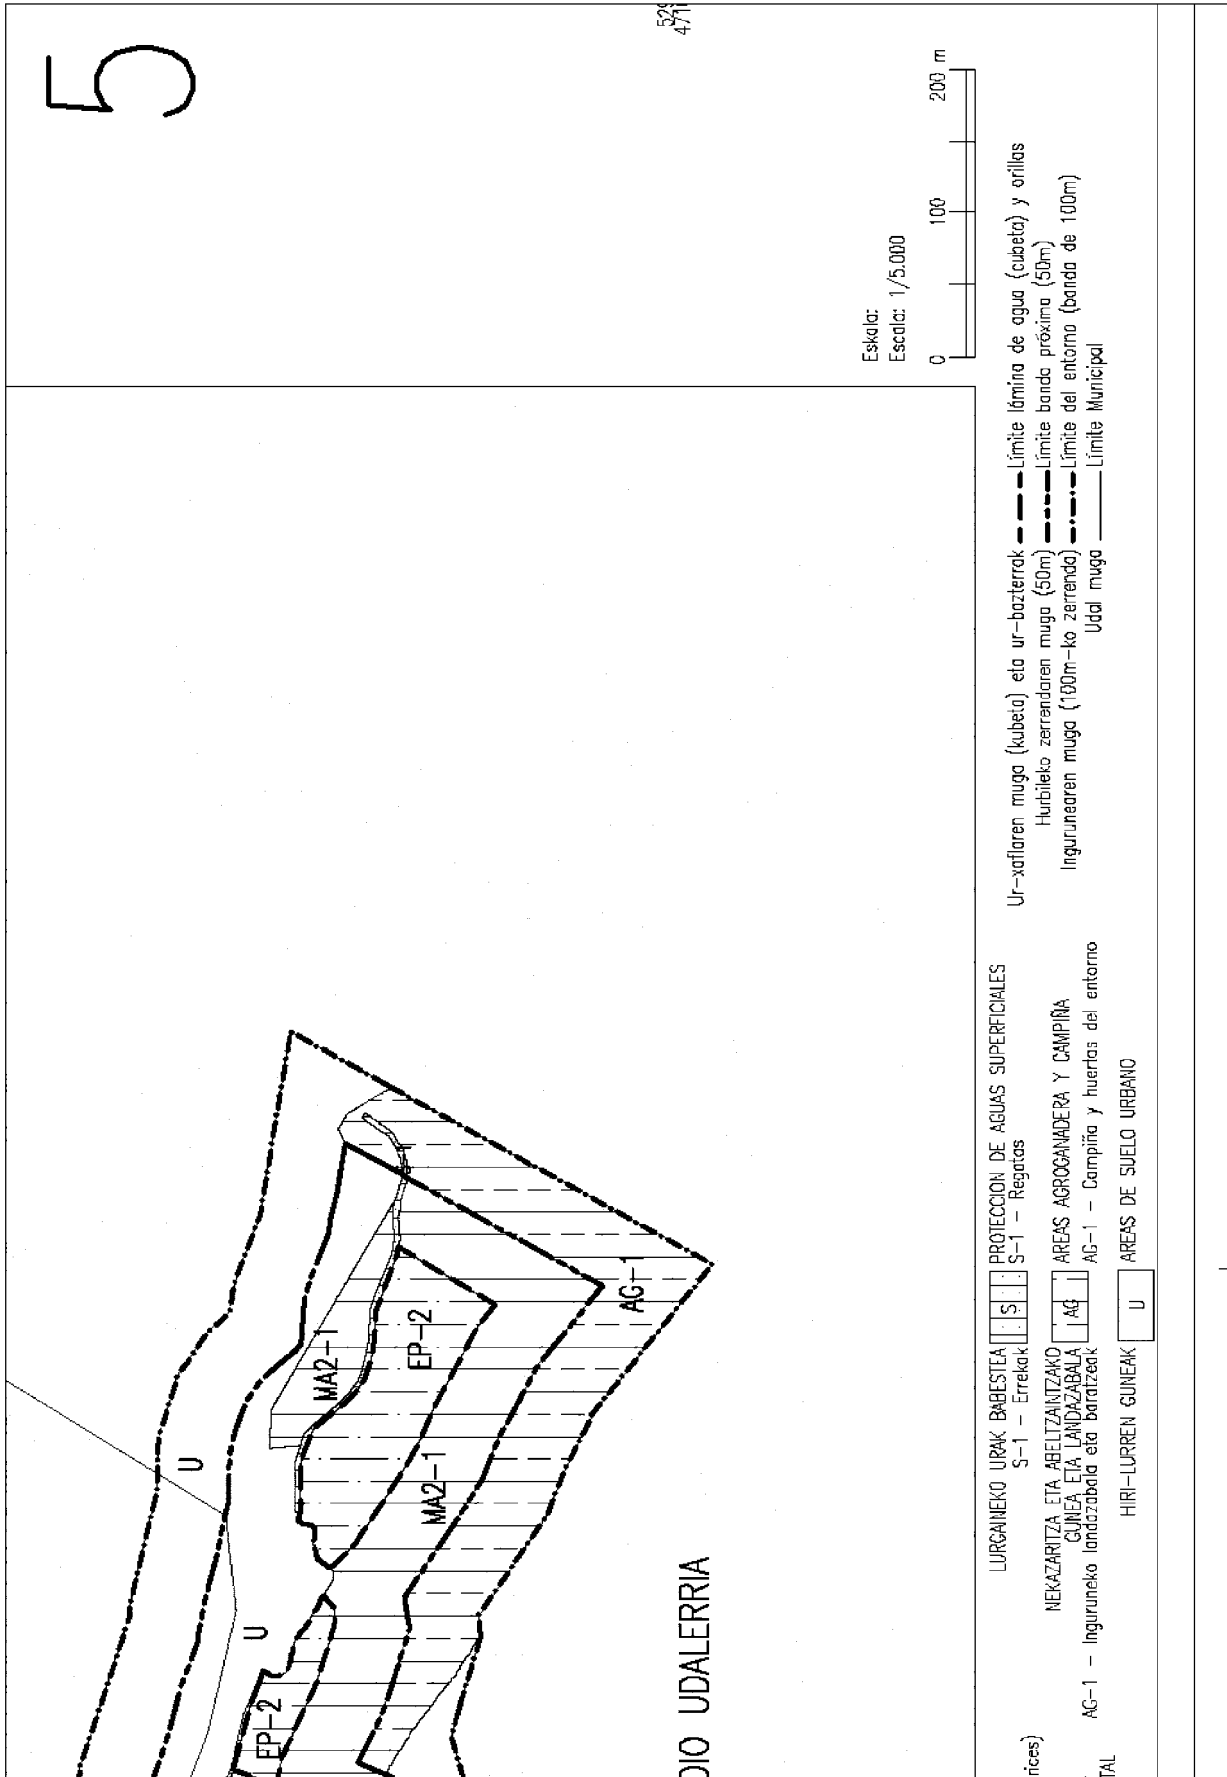 5
U
U
MA2-1
EP-2
MA2-1
EP-2
AG-1
DIO UDALERRIA
Eskala:
Escala: 1/5.000
0 100 200 m
LURGAINEKO URAK BABESTEA S PROTECCION DE AGUAS SUPERFICIALES
S-1 - Errekak S-1 - Regatas
NEKAZARITZA ETA ABELTZAINTZAKO
GUNEA ETA LANDAZABALA AG AREAS AGROGANADERA Y CAMPIÑA
AG-1 - Inguruneko landazabala eta baratzeak AG-1 - Campiña y huertas del entorno
HIRI-LURREN GUNEAK U AREAS DE SUELO URBANO
Ur-xaflaren muga (kubeta) eta ur-bazterrak Límite lámina de agua (cubeta) y orillas
Hurbileko zerrendaren muga (50m) Límite banda próxima (50m)
Ingurunearen muga (100m-ko zerrenda) Límite del entorno (banda de 100m)
Udal muga Límite Municipal
rices)
TAL